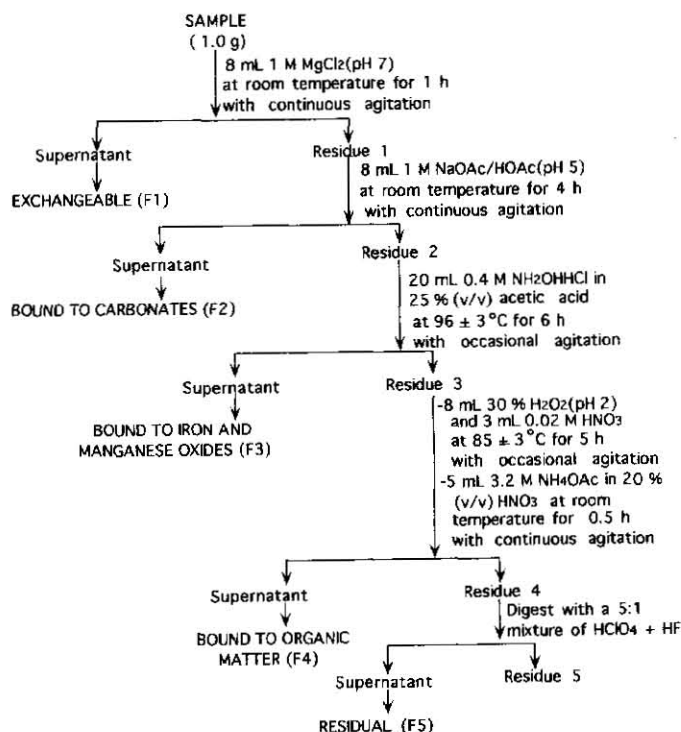 SAMPLE
( 1.0 g)
8 mL 1 M MgCl2(pH 7)
at room temperature for 1 h
with continuous agitation
Supernatant
Residue 1
8 mL 1 M NaOAc/HOAc(pH 5)
at room temperature for 4 h
with continuous agitation
EXCHANGEABLE (F1)
Supernatant
Residue 2
20 mL 0.4 M NH2OHHCl in
25 % (v/v) acetic acid
at 96 ± 3°C for 6 h
with occasional agitation
BOUND TO CARBONATES (F2)
Supernatant
Residue 3
-8 mL 30 % H2O2(pH 2)
and 3 mL 0.02 M HNO3
at 85 ± 3°C for 5 h
with occasional agitation
-5 mL 3.2 M NH4OAc in 20 %
(v/v) HNO3 at room
temperature for 0.5 h
with continuous agitation
BOUND TO IRON AND
MANGANESE OXIDES (F3)
Supernatant
Residue 4
Digest with a 5:1
mixture of HClO4 + HF
BOUND TO ORGANIC
MATTER (F4)
Supernatant
Residue 5
RESIDUAL (F5)